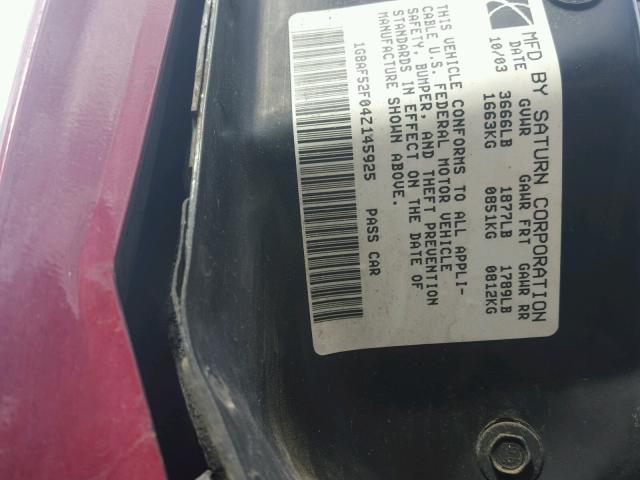 MFD BY SATURN CORPORATION
DATE GVWR GAWR FRT GAWR RR
10/03 3666LB 1877LB 1789LB
1663KG 0851KG 0812KG
THIS VEHICLE CONFORMS TO ALL APPLI-
CABLE U.S. FEDERAL MOTOR VEHICLE
SAFETY, BUMPER, AND THEFT PREVENTION
STANDARDS IN EFFECT ON THE DATE OF
MANUFACTURE SHOWN ABOVE.
1G8AF52F04Z145925 PASS CAR